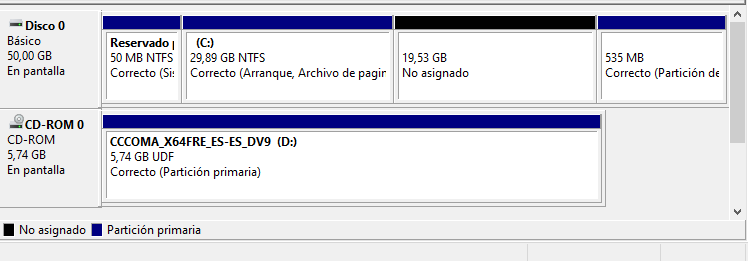 Disco 0
Básico
50,00 GB
En pantalla
Reservado
50 MB NTFS
Correcto (Sis
(C:)
29,89 GB NTFS
Correcto (Arranque, Archivo de pagin
19,53 GB
No asignado
535 MB
Correcto (Partición de
CD-ROM 0
CD-ROM
5,74 GB
En pantalla
CCCOMA_X64FRE_ES-ES_DV9 (D:)
5,74 GB UDF
Correcto (Partición primaria)
No asignado Partición primaria